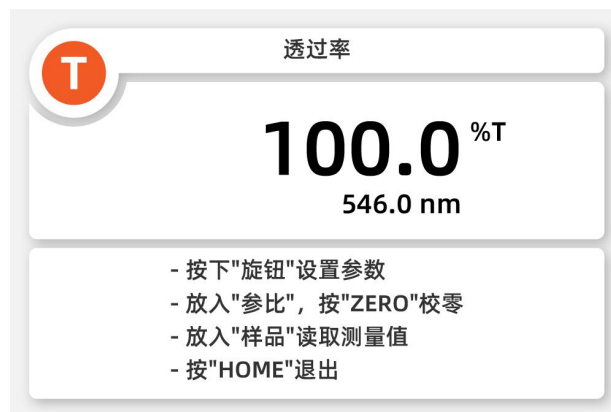 T
透过率
100.0 %T
546.0 nm
- 按下"旋钮"设置参数
- 放入"参比"，按"ZERO"校零
- 放入"样品"读取测量值
- 按"HOME"退出